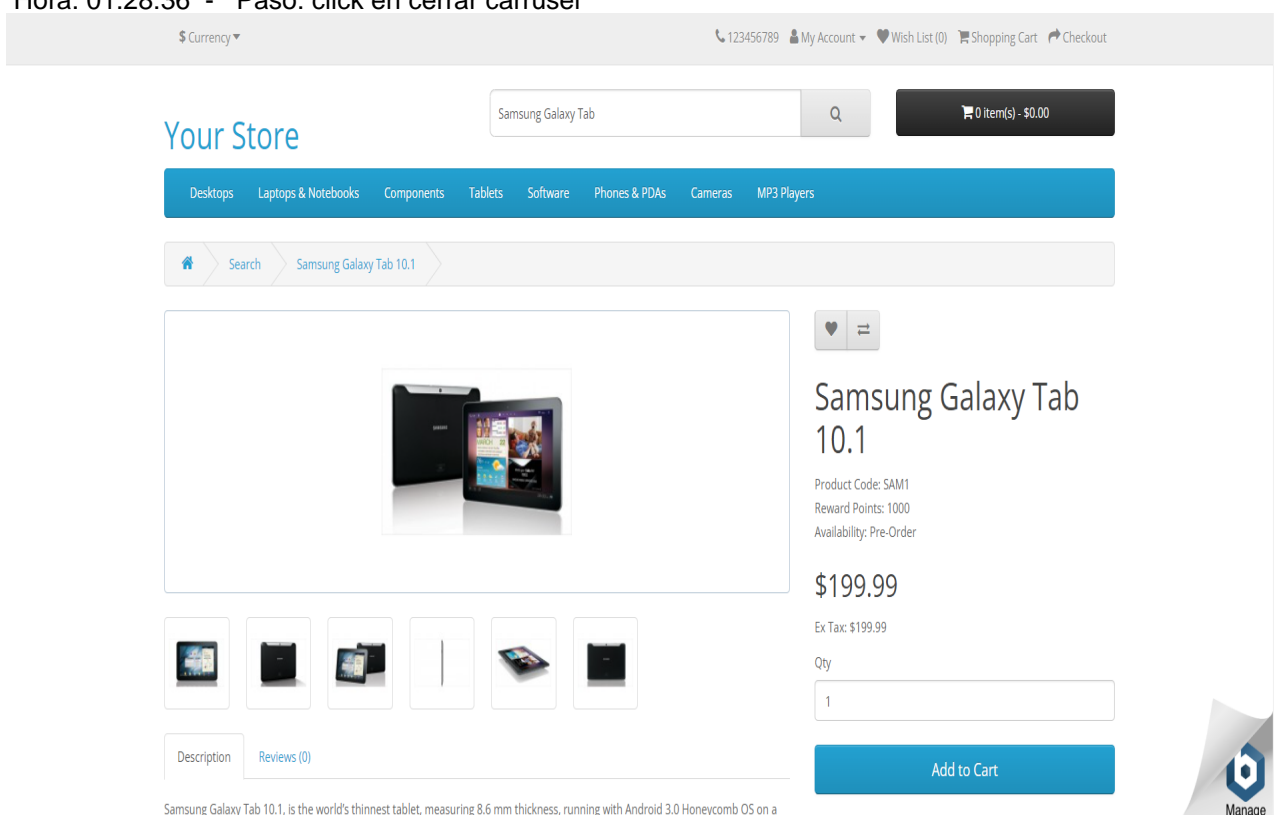 Hora: 01:28:36 - Paso: click en cerrar carrusel
$ Currency
123456789 My Account Wish List (0) Shopping Cart Checkout
Your Store
Samsung Galaxy Tab
0 item(s) - $0.00
Desktops Laptops & Notebooks Components Tablets Software Phones & PDAs Cameras MP3 Players
Search Samsung Galaxy Tab 10.1
Samsung Galaxy Tab
10.1
Product Code: SAM1
Reward Points: 1000
Availability: Pre-Order
$199.99
Ex Tax: $199.99
Qty
1
Add to Cart
Description Reviews (0)
Samsung Galaxy Tab 10.1, is the world's thinnest tablet, measuring 8.6 mm thickness, running with Android 3.0 Honeycomb OS on a
Manage